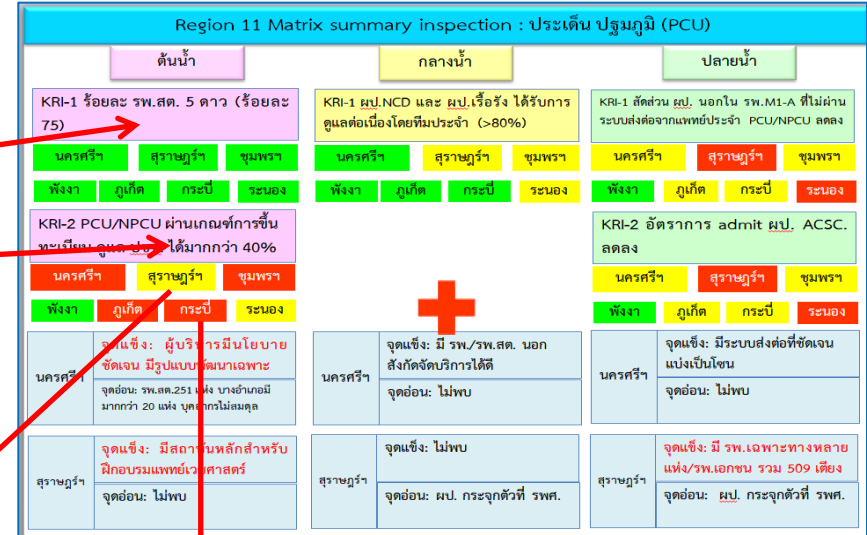 Region 11 Matrix summary inspection : ประเด็น ปฐมภูมิ (PCU)
ต้นน้ำ
กลางน้ำ
ปลายน้ำ
KRI-1 ร้อยละ รพ.สต. 5 ดาว (ร้อยละ
75)
นครศรีฯ สุราษฎร์ฯ ชุมพรฯ
พังงา ภูเก็ต กระบี่ ระนอง
KRI-2 PCU/NPCU ผ่านเกณฑ์การขึ้น
ทะเบียน ดูแล ได้มากกว่า 40%
นครศรีฯ สุราษฎร์ฯ ชุมพรฯ
พังงา ภูเก็ต กระบี่ ระนอง
KRI-1 ผป.NCD และ ผป.เรื้อรัง ได้รับการ
ดูแลต่อเนื่องโดยทีมประจำ (>80%)
นครศรีฯ สุราษฎร์ฯ ชุมพรฯ
พังงา ภูเก็ต กระบี่ ระนอง
KRI-1 สัดส่วน ผป. นอกใน รพ.M1-A ที่ไม่ผ่าน
ระบบส่งต่อจากแพทย์ประจำ PCU/NPCU ลดลง
นครศรีฯ สุราษฎร์ฯ ชุมพรฯ
พังงา ภูเก็ต กระบี่ ระนอง
KRI-2 อัตราการ admit ผป. ACSC.
ลดลง
นครศรีฯ สุราษฎร์ฯ ชุมพรฯ
พังงา ภูเก็ต กระบี่ ระนอง
นครศรีฯ
จุดแข็ง: ผู้บริหารมีนโยบาย
ชัดเจน มีรูปแบบพัฒนาเฉพาะ
จุดอ่อน: รพ.สต.251 แห่ง บางอำเภอมี
มากกว่า 20 แห่ง บุคลากรไม่สมดุล
นครศรีฯ
จุดแข็ง: มี รพ./รพ.สต. นอก
สังกัดจัดบริการได้ดี
จุดอ่อน: ไม่พบ
นครศรีฯ
จุดแข็ง: มีระบบส่งต่อที่ชัดเจน
แบ่งเป็นโซน
จุดอ่อน: ไม่พบ
สุราษฎร์ฯ
จุดแข็ง: มีสถาบันหลักสำหรับ
ฝึกอบรมแพทย์เวชศาสตร์
จุดอ่อน: ไม่พบ
สุราษฎร์ฯ
จุดแข็ง: ไม่พบ
จุดอ่อน: ผป. กระจุกตัวที่ รพศ.
สุราษฎร์ฯ
จุดแข็ง: มี รพ.เฉพาะทางหลาย
แห่ง/รพ.เอกชน รวม 509 เตียง
จุดอ่อน: ผป. กระจุกตัวที่ รพศ.